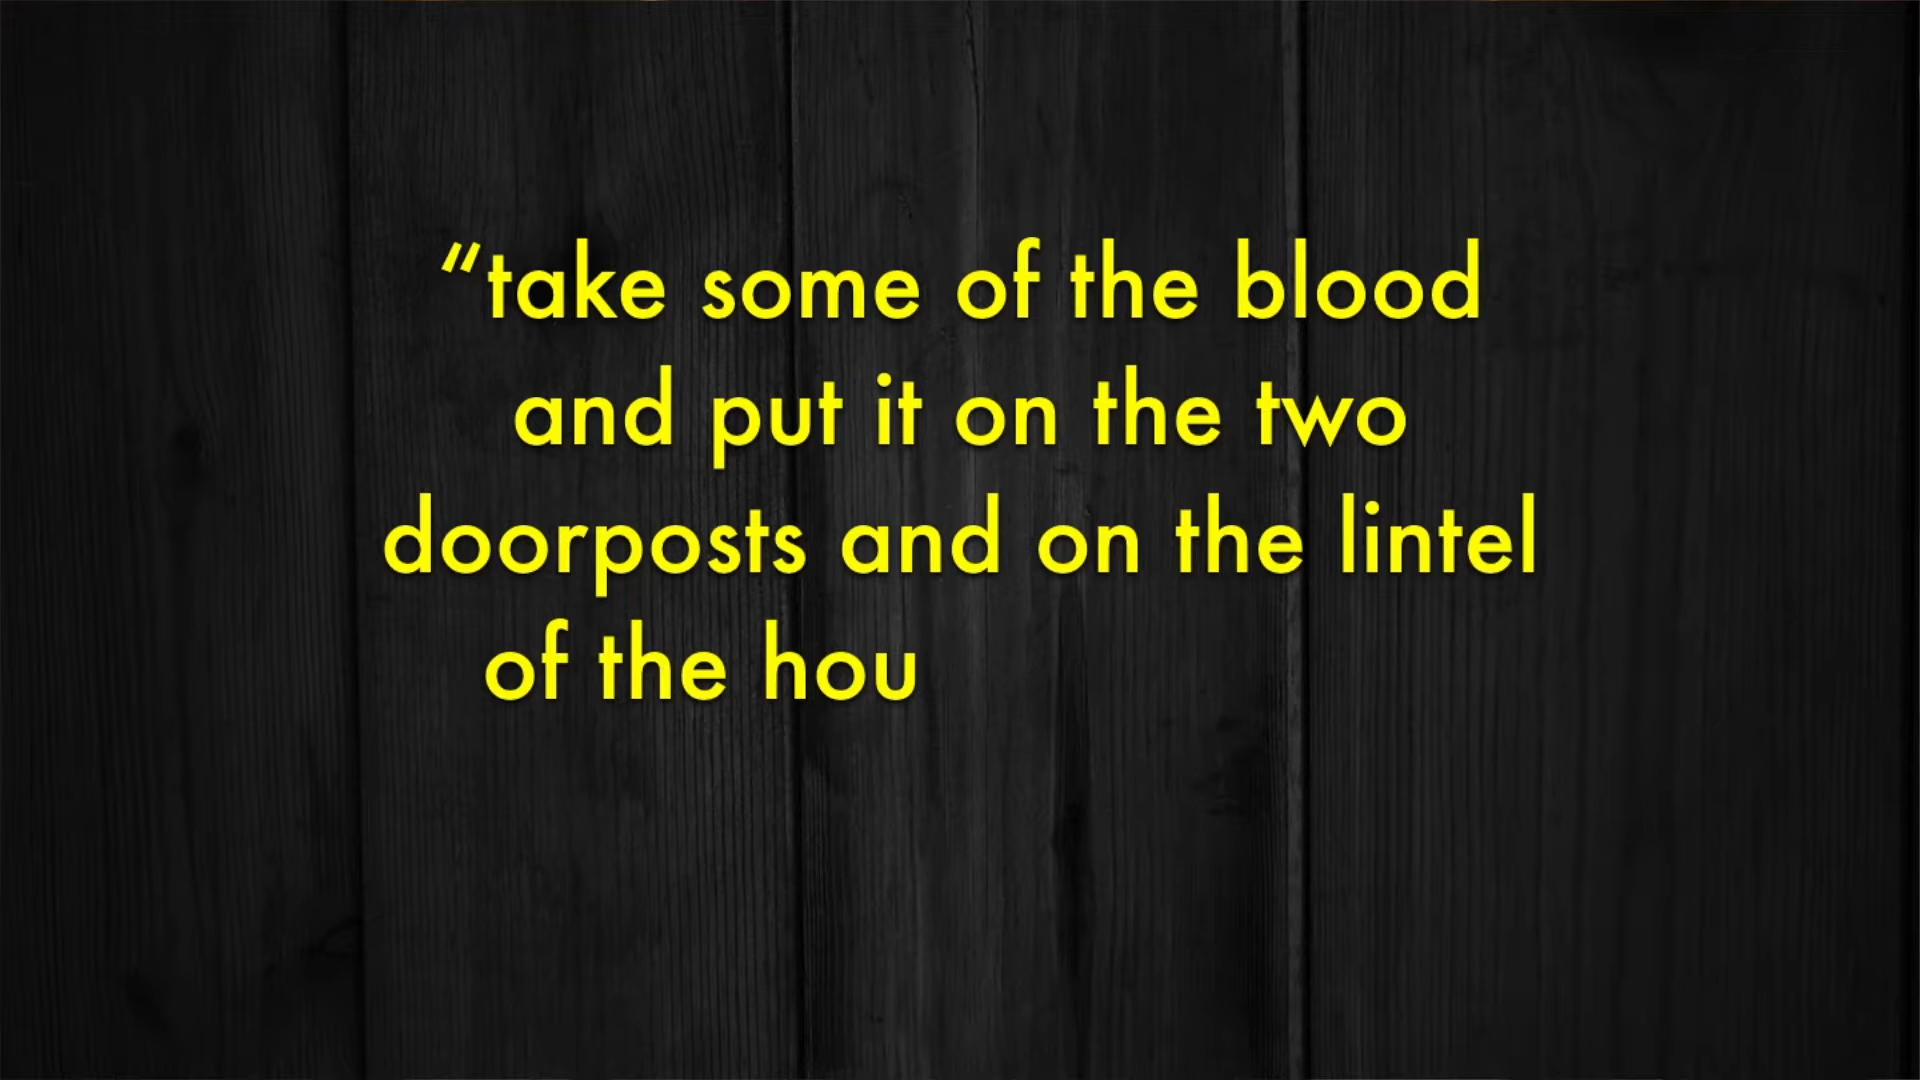 “take some of the blood
and put it on the two
doorposts and on the lintel
of the hou